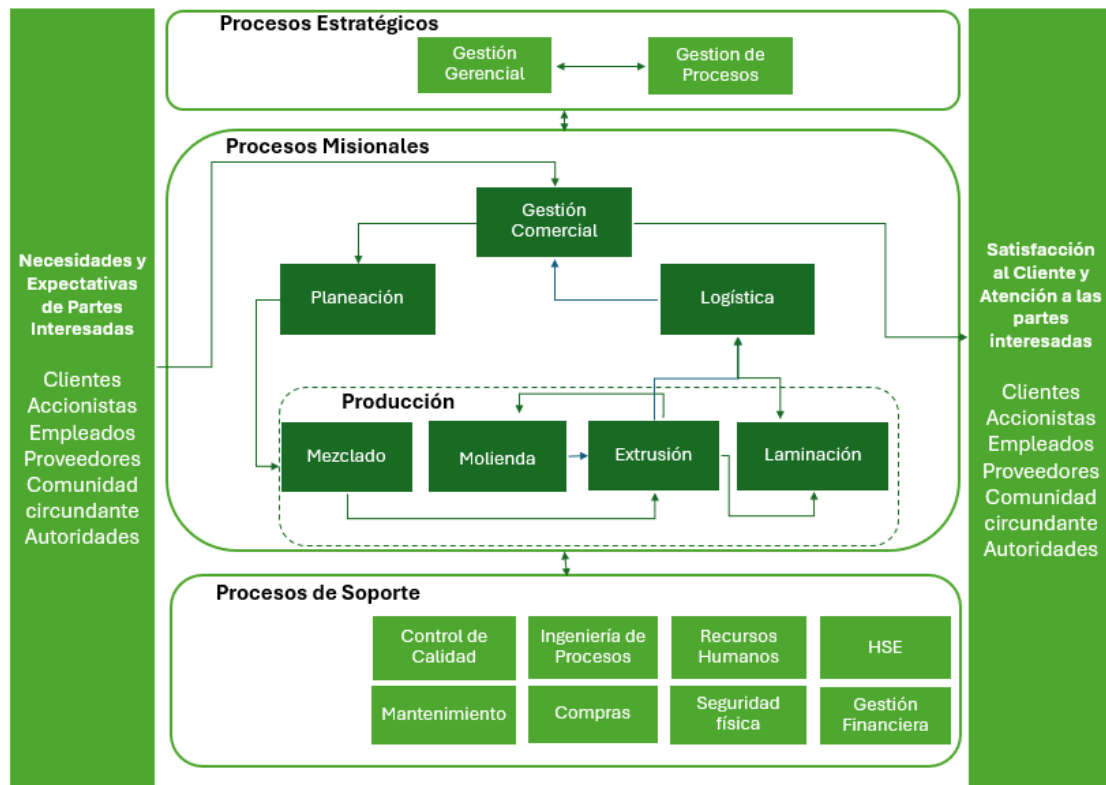 Procesos Estratégicos
Gestión
Gerencial
Gestion de
Procesos
Necesidades y
Expectativas
de Partes
Interesadas
Clientes
Accionistas
Empleados
Proveedores
Comunidad
circundante
Autoridades
Procesos Misionales
Gestión
Comercial
Planeación
Logística
Producción
Mezclado
Molienda
Extrusión
Laminación
Procesos de Soporte
Control de
Calidad
Ingeniería de
Procesos
Recursos
Humanos
HSE
Mantenimiento
Compras
Seguridad
física
Gestión
Financiera
Satisfacción
al Cliente y
Atención a las
partes
interesadas
Clientes
Accionistas
Empleados
Proveedores
Comunidad
circundante
Autoridades